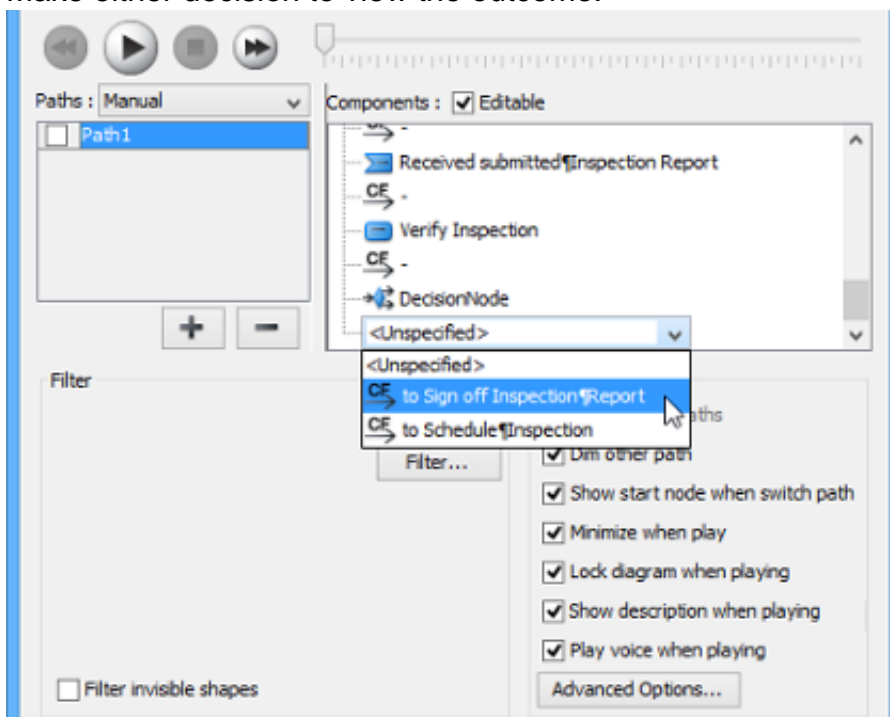 make either decision to view the outcome.
Paths : Manual
Components : Editable
Path1
CF -
Received submitted¶Inspection Report
CF -
Verify Inspection
CF -
DecisionNode
+ -
<Unspecified>
<Unspecified>
Filter
CF to Sign off Inspection¶Report
aths
CF to Schedule¶Inspection
Filter...
Dim other path
Show start node when switch path
Minimize when play
Lock diagram when playing
Show description when playing
Play voice when playing
Filter invisible shapes
Advanced Options...